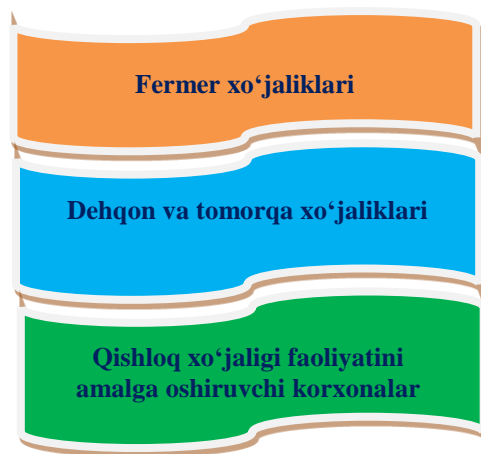 Fermer xo‘jaliklari
Dehqon va tomorqa xo‘jaliklari
Qishloq xo‘jaligi faoliyatini
amalga oshiruvchi korxonalar